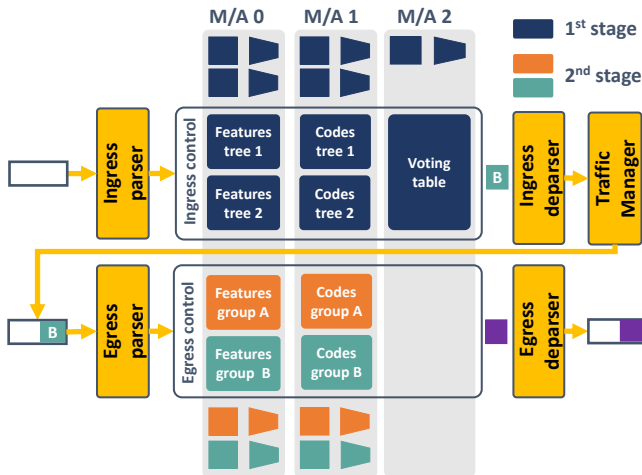 M/A 0
M/A 1
M/A 2
1st stage
2nd stage
Ingress
parser
Ingress control
Features
tree 1
Codes
tree 1
Features
tree 2
Codes
tree 2
Voting
table
B
Ingress
deparser
Traffic
Manager
B
Egress
parser
Egress control
Features
group A
Codes
group A
Features
group B
Codes
group B
Egress
deparser